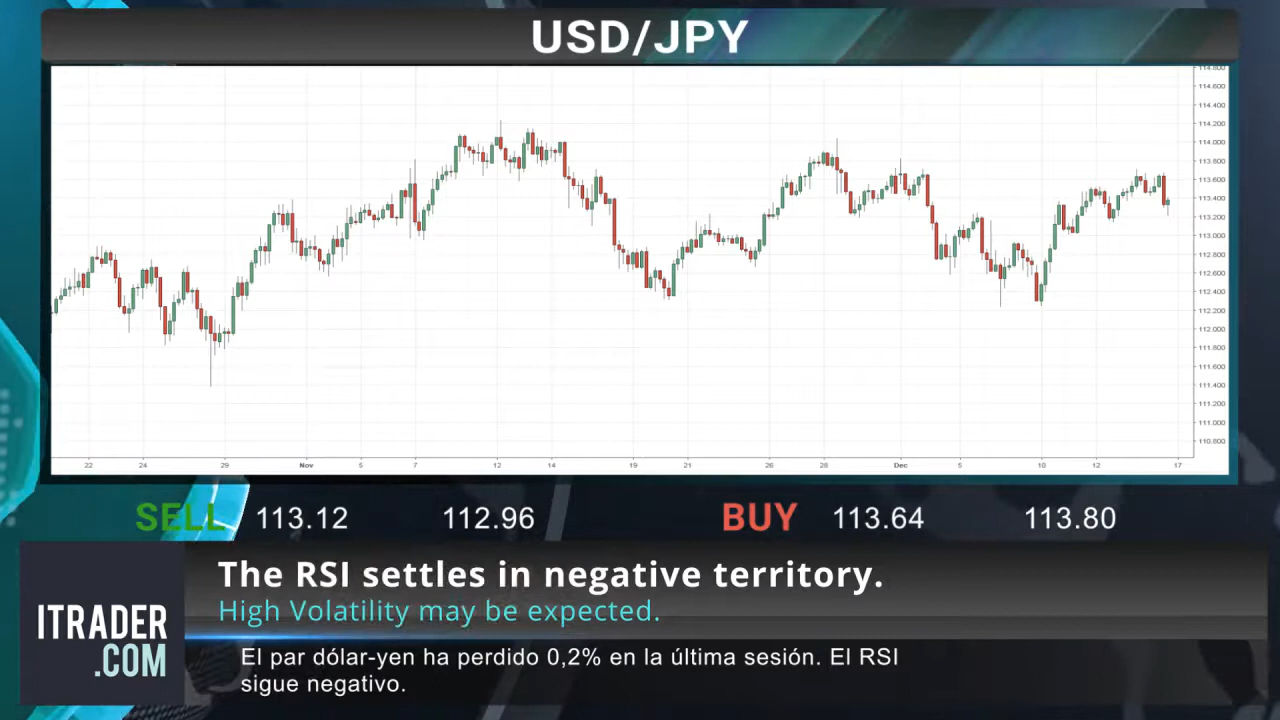 USD/JPY
114.800
114.600
114.400
114.200
114.000
113.800
113.600
113.400
113.200
113.000
112.800
112.600
112.400
112.200
112.000
111.800
111.600
111.400
111.200
111.000
110.800
22 24 29 Nov 5 7 12 14 19 21 26 28 Dec 5 10 12 17
SELL 113.12 112.96 BUY 113.64 113.80
The RSI settles in negative territory.
High Volatility may be expected.
ITRADER
.COM
El par dólar-yen ha perdido 0,2% en la última sesión. El RSI
sigue negativo.